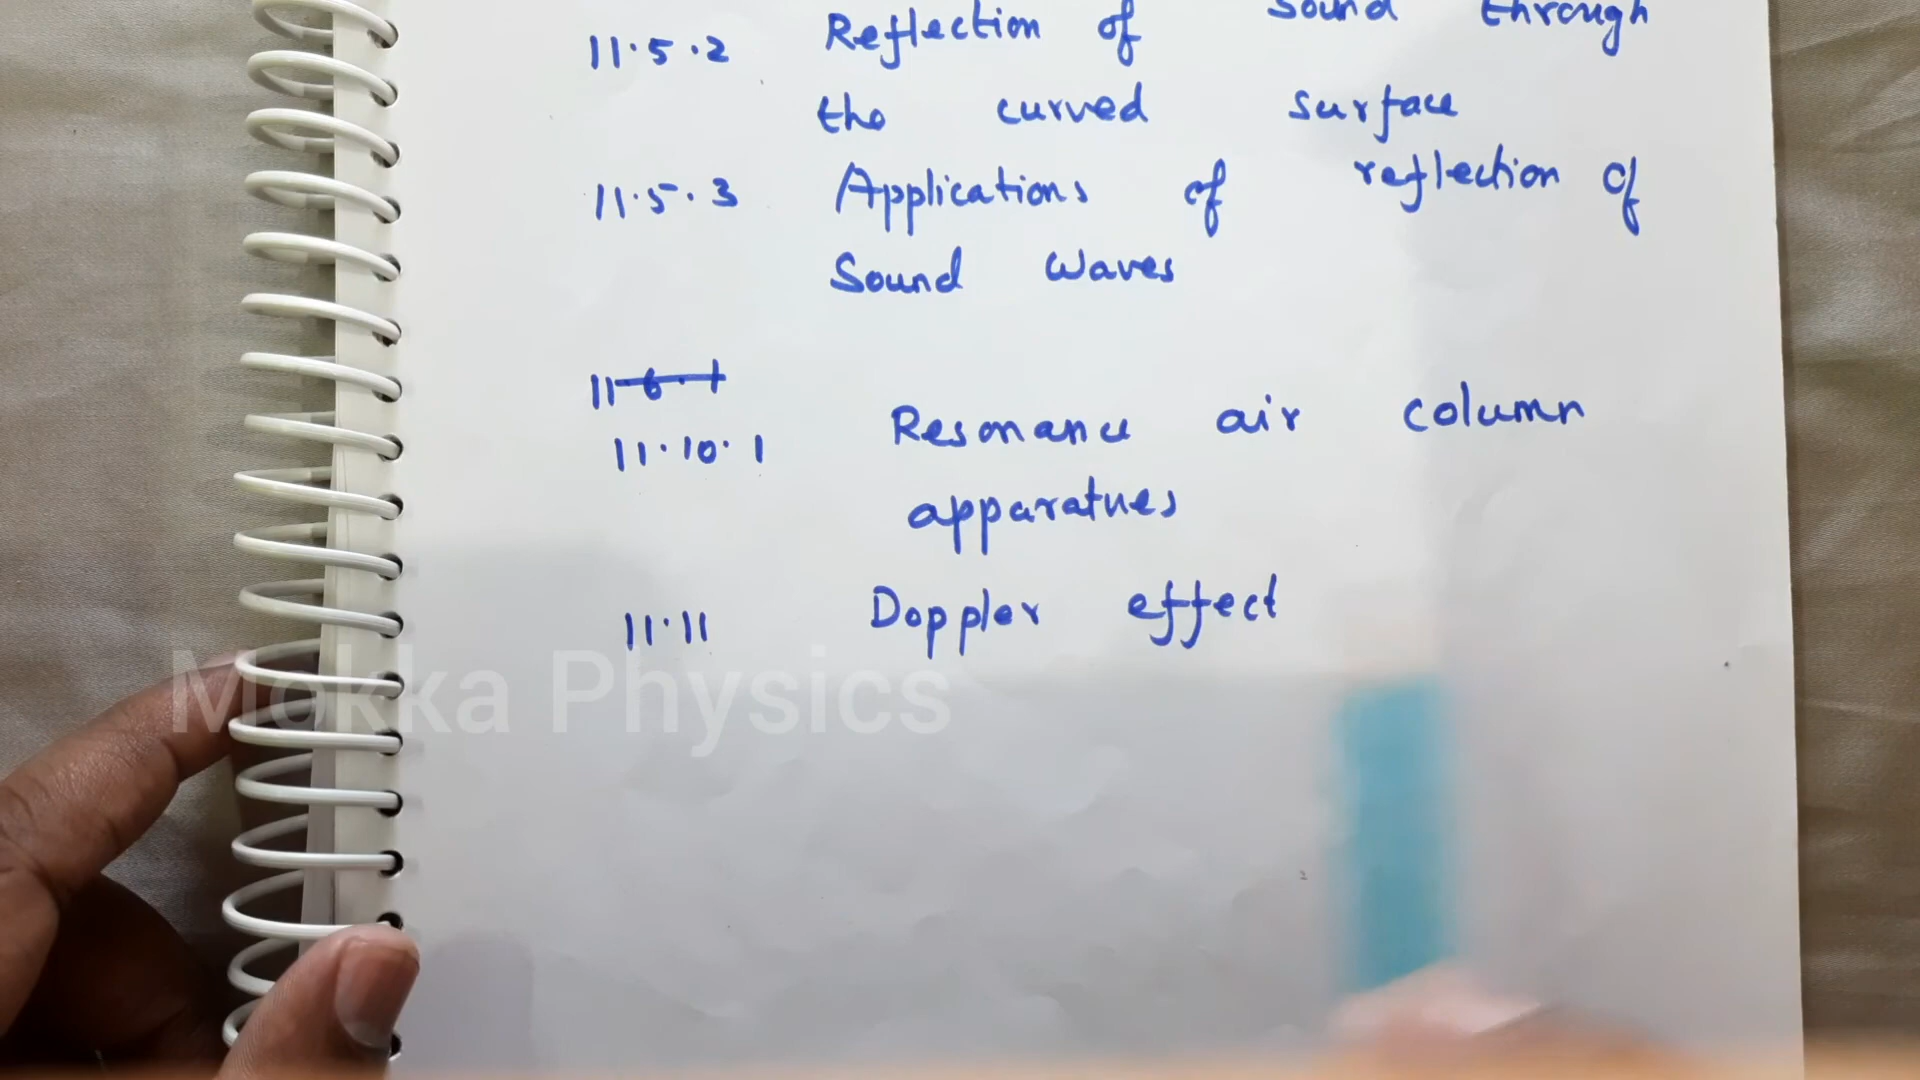 11.5.2 Reflection of sound through
the curved surface
11.5.3 Applications of reflection of
Sound Waves
11.6.1
11.10.1 Resonance air column
apparatues
11.11 Doppler effect
Mokka Physics